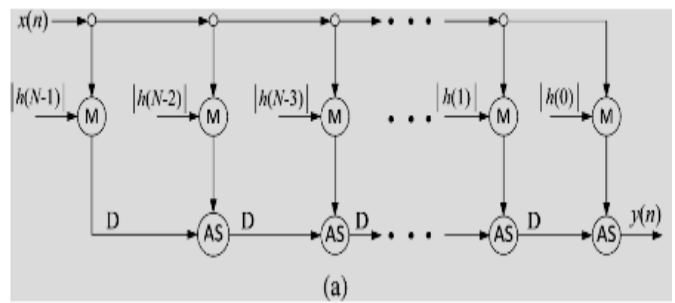 x(n)
|h(N-1)| M |h(N-2)| M |h(N-3)| M |h(1)| M |h(0)| M
D AS D AS D AS D AS y(n)
(a)